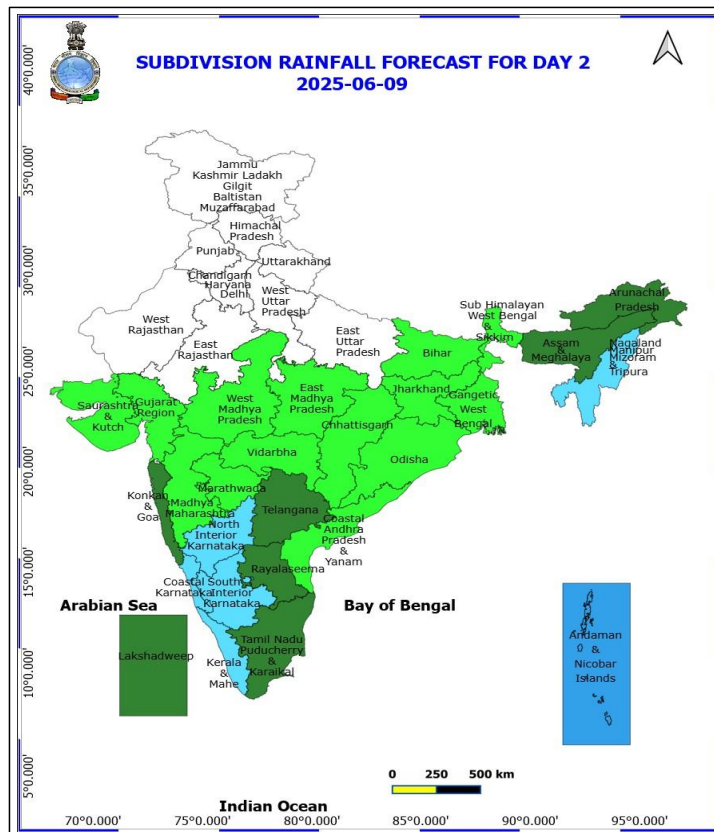 SUBDIVISION RAINFALL FORECAST FOR DAY 2
2025-06-09
40°0.000'
35°0.000'
30°0.000'
25°0.000'
20°0.000'
15°0.000'
10°0.000'
5°0.000'
Jammu
Kashmir Ladakh
Gilgit
Baltistan
Muzaffarabad
Himachal
Pradesh
Punjab
Uttarakhand
Chandigarh
Haryana
Delhi
West
Uttar
Pradesh
West
Rajasthan
East
Rajasthan
East
Uttar
Pradesh
Sub Himalayan
West Bengal
&
Sikkim
Arunachal
Pradesh
Assam
&
Meghalaya
Nagaland
Manipur
Mizoram
&
Tripura
Bihar
Jharkhand
Gangetic
West
Bengal
Saurashtra
&
Kutch
Gujarat
Region
West
Madhya
Pradesh
East
Madhya
Pradesh
Chhattisgarh
Odisha
Vidarbha
Marathwada
Madhya
Maharashtra
Konkan
&
Goa
Telangana
North
Interior
Karnataka
Coastal
Andhra
Pradesh
&
Yanam
Rayalaseema
Coastal
Karnataka
South
Interior
Karnataka
Arabian Sea
Bay of Bengal
Lakshadweep
Tamil Nadu
Puducherry
&
Karaikal
Kerala
&
Mahe
Andaman
&
Nicobar
Islands
0 250 500 km
Indian Ocean
70°0.000' 75°0.000' 80°0.000' 85°0.000' 90°0.000' 95°0.000'